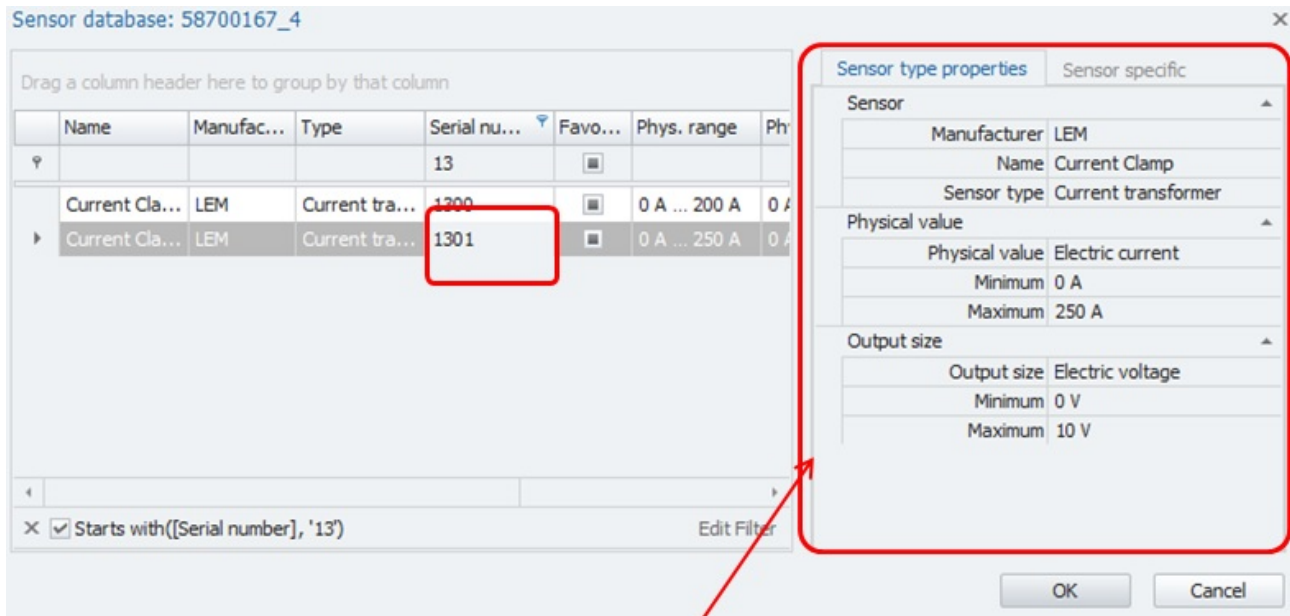 Sensor database: 58700167_4
Drag a column header here to group by that column
Name Manufac... Type Serial nu... Favo... Phys. range Ph
13
Current Cla... LEM Current tra... 1300 0 A ... 200 A 0 A
Current Cla... LEM Current tra... 1301 0 A ... 250 A 0 A
Starts with([Serial number], '13') Edit Filter
Sensor type properties Sensor specific
Sensor
Manufacturer LEM
Name Current Clamp
Sensor type Current transformer
Physical value
Physical value Electric current
Minimum 0 A
Maximum 250 A
Output size
Output size Electric voltage
Minimum 0 V
Maximum 10 V
OK Cancel